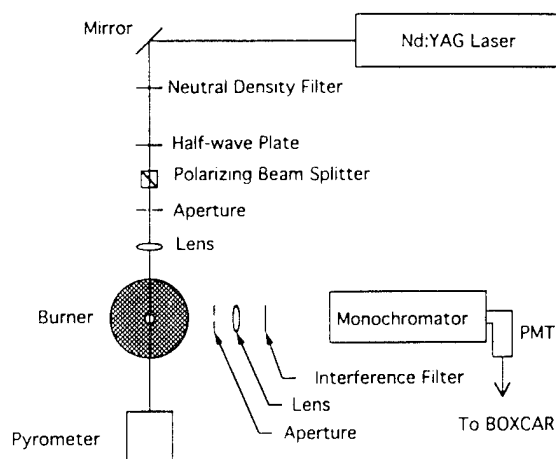 Mirror
Nd:YAG Laser
Neutral Density Filter
Half-wave Plate
Polarizing Beam Splitter
Aperture
Lens
Burner
Monochromator
PMT
Interference Filter
Lens
To BOXCAR
Aperture
Pyrometer